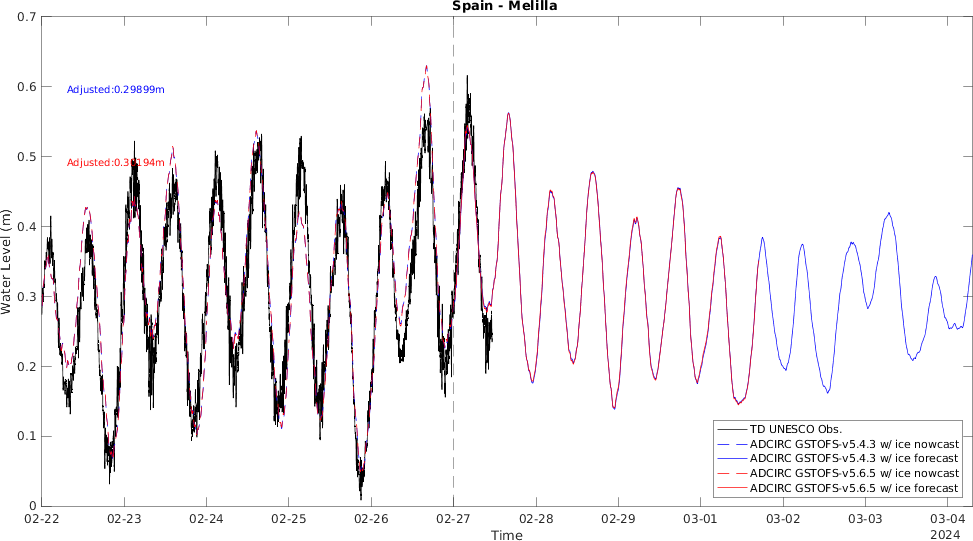 Spain - Melilla
0.7
0.6
0.5
0.4
0.3
0.2
0.1
0
Water Level (m)
Adjusted:0.29899m
02-22 02-23 02-24 02-25 02-26 02-27 02-28 02-29 03-01 03-02 03-03 03-04
2024
Time
TD UNESCO Obs.
ADCIRC GSTOFS-v5.4.3 w/ ice nowcast
ADCIRC GSTOFS-v5.4.3 w/ ice forecast
ADCIRC GSTOFS-v5.6.5 w/ ice nowcast
ADCIRC GSTOFS-v5.6.5 w/ ice forecast